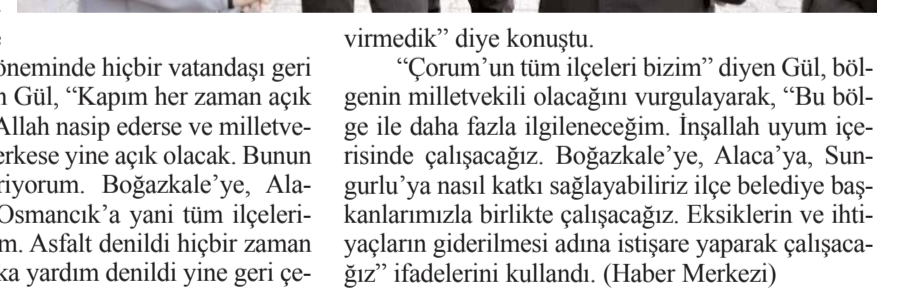 öneminde hiçbir vatandaşı geri
Gül, “Kapım her zaman açık
Allah nasip ederse ve milletve-
erkese yine açık olacak. Bunun
riyorum. Boğazkale’ye, Ala-
Osmancık’a yani tüm ilçeleri-
m. Asfalt denildi hiçbir zaman
ka yardım denildi yine geri çe-
virmedik” diye konuştu.
“Çorum’un tüm ilçeleri bizim” diyen Gül, böl-
genin milletvekili olacağını vurgulayarak, “Bu böl-
ge ile daha fazla ilgileneceğim. İnşallah uyum içe-
risinde çalışacağız. Boğazkale’ye, Alaca’ya, Sun-
gurlu’ya nasıl katkı sağlayabiliriz ilçe belediye baş-
kanlarımızla birlikte çalışacağız. Eksiklerin ve ihti-
yaçların giderilmesi adına istişare yaparak çalışaca-
ğız” ifadelerini kullandı. (Haber Merkezi)